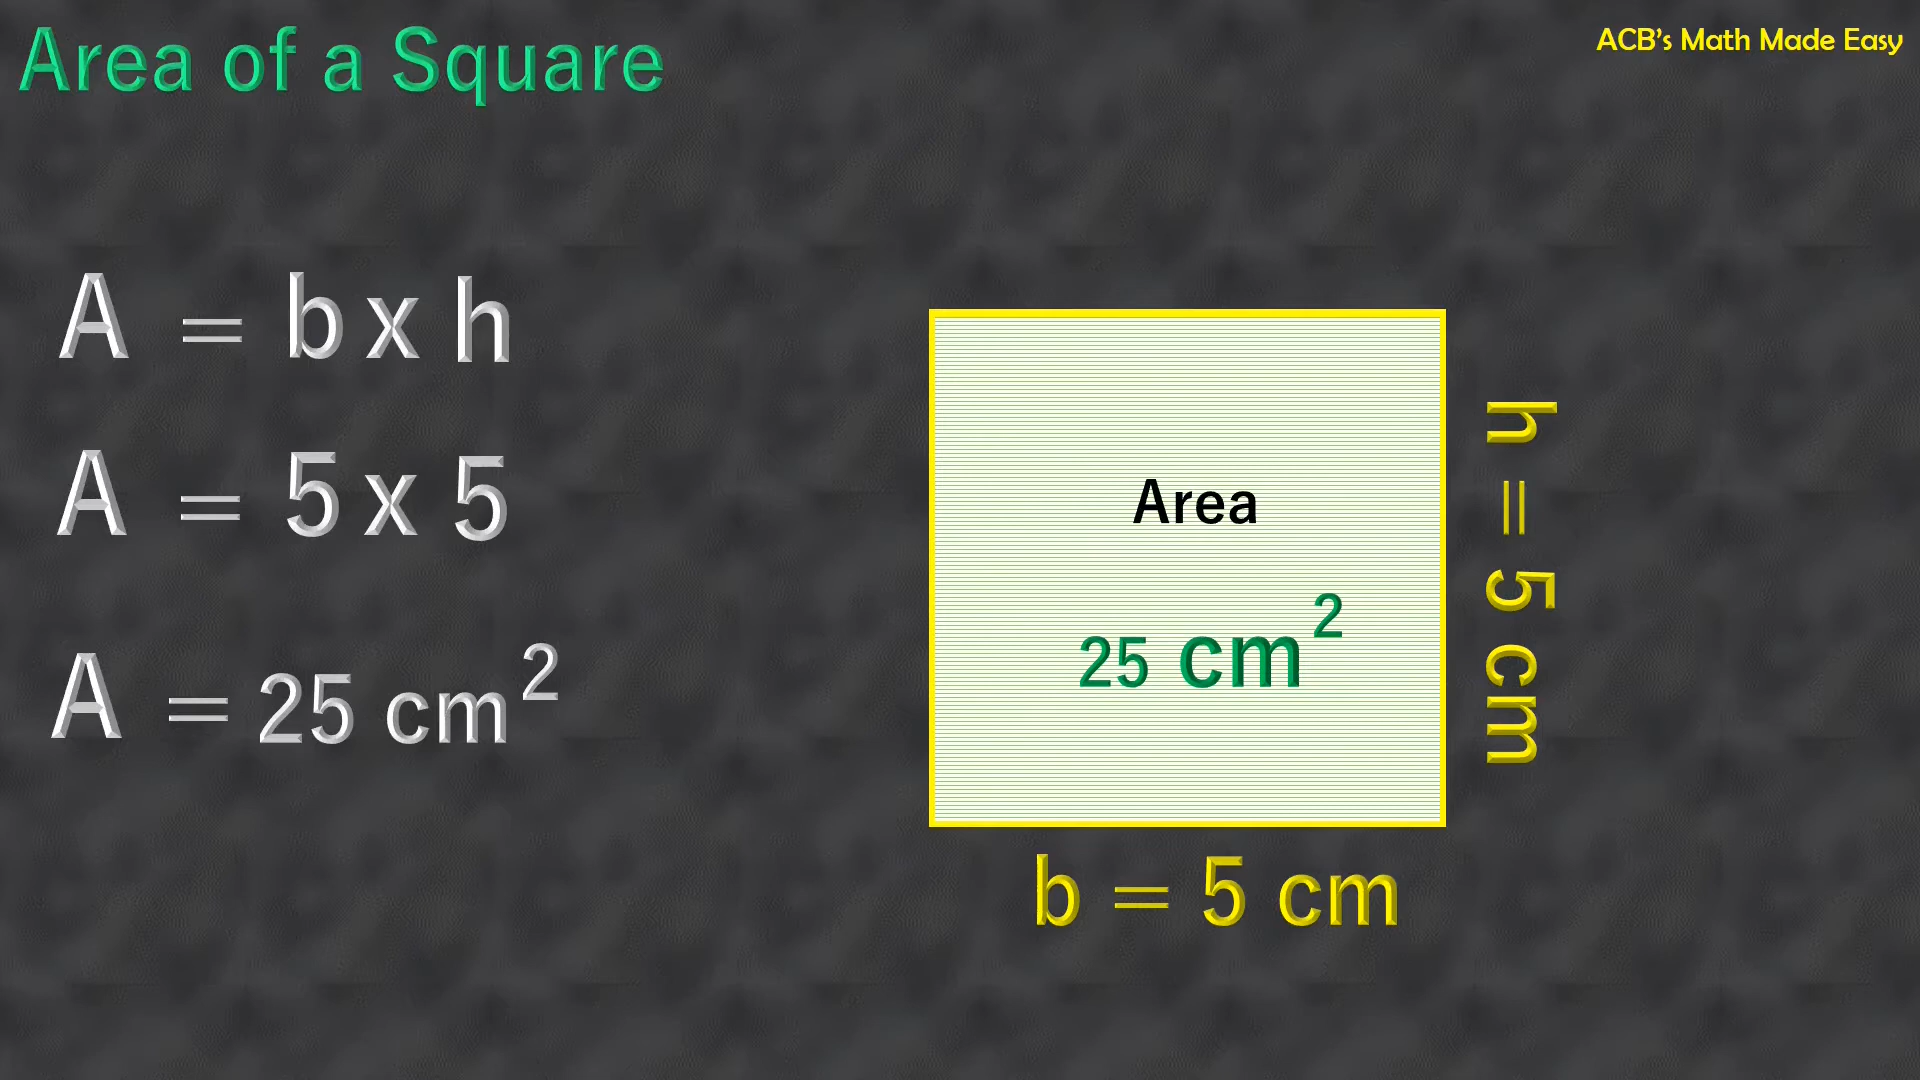 Area of a Square
ACB's Math Made Easy
A = b x h
A = 5 x 5
A = 25 cm²
Area
25 cm²
h = 5 cm
b = 5 cm